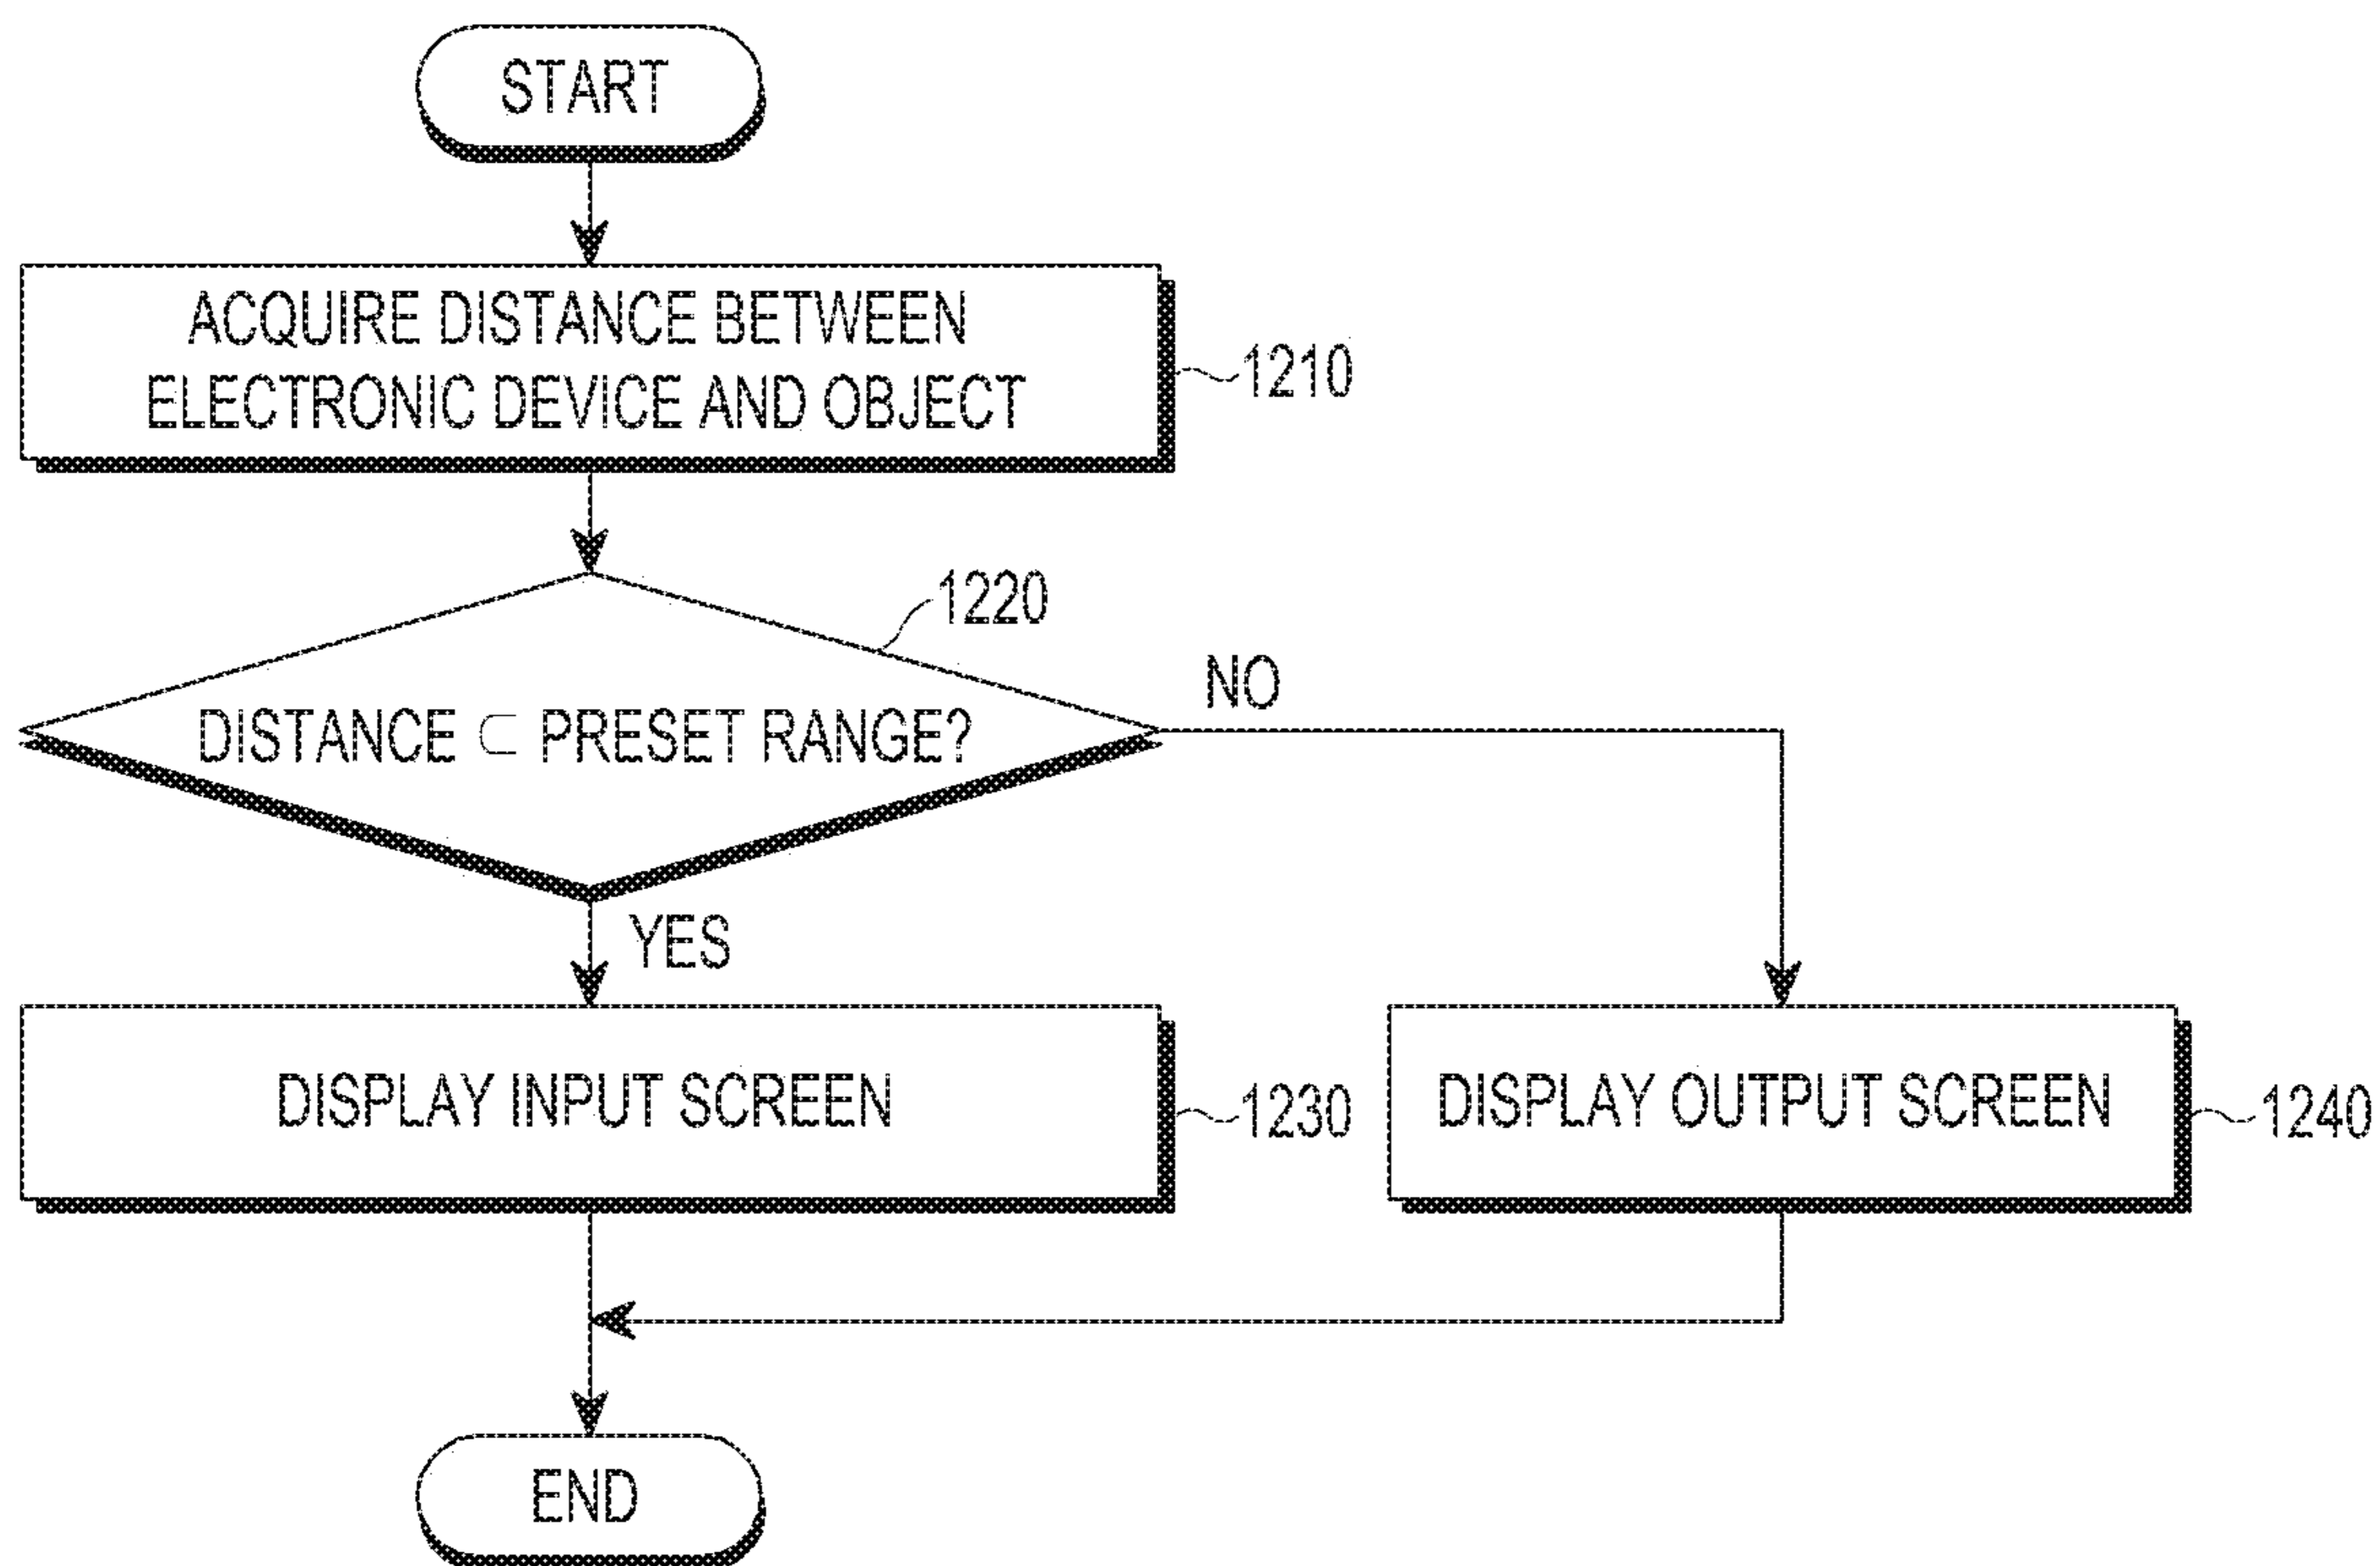 START
ACQUIRE DISTANCE BETWEEN
ELECTRONIC DEVICE AND OBJECT
1210
1220
NO
DISTANCE ⊂ PRESET RANGE?
YES
DISPLAY INPUT SCREEN
1230
DISPLAY OUTPUT SCREEN
1240
END